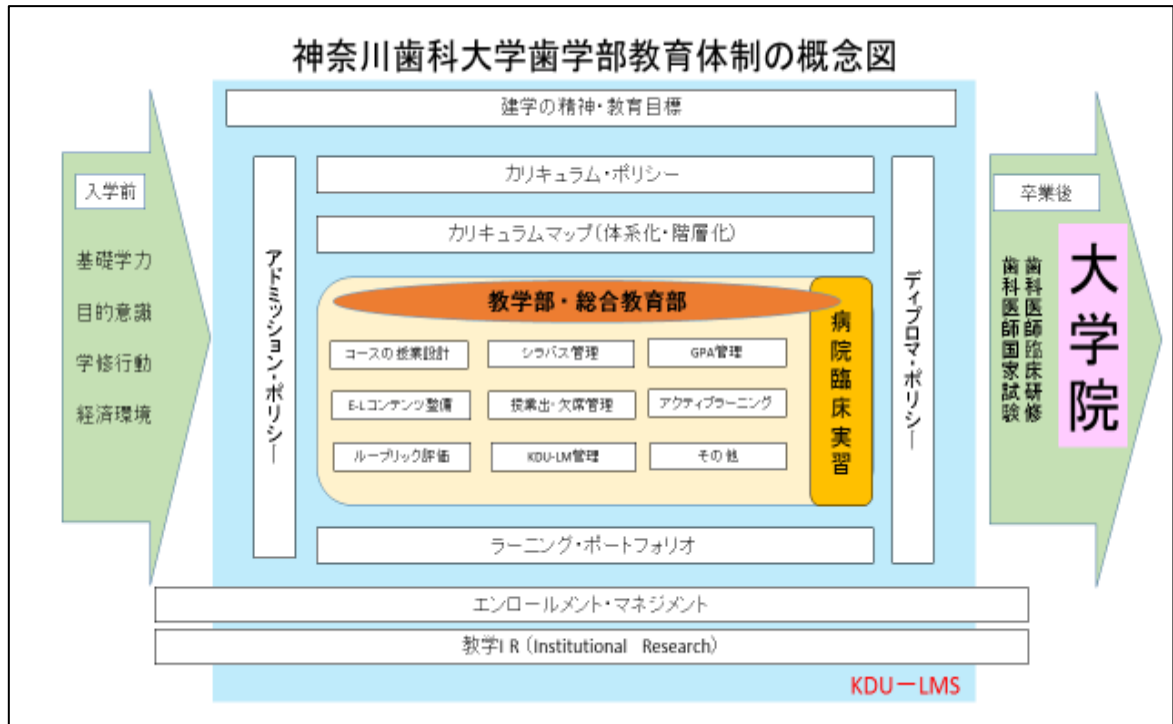 神奈川歯科大学歯学部教育体制の概念図
建学の精神・教育目標
入学前
基礎学力
目的意識
学修行動
経済環境
アドミッション・ポリシー
カリキュラム・ポリシー
カリキュラムマップ(体系化・階層化)
教学部・総合教育部
コースの授業設計
シラバス管理
GPA管理
E-Lコンテンツ整備
授業出・欠席管理
アクティブラーニング
ルーブリック評価
KDU-LM管理
その他
病院臨床実習
ラーニング・ポートフォリオ
ディプロマ・ポリシー
卒業後
大学院
歯科医師臨床研修
歯科医師国家試験
エンロールメント・マネジメント
教学IR(Institutional Research)
KDU－LMS